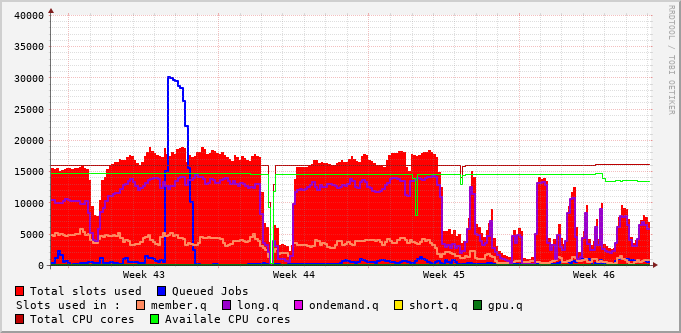 RRDTOOL / TOBI OETIKER
40000
35000
30000
25000
20000
15000
10000
5000
0
Week 43 Week 44 Week 45 Week 46
Total slots used Queued Jobs
Slots used in : member.q long.q ondemand.q short.q gpu.q
Total CPU cores Availale CPU cores